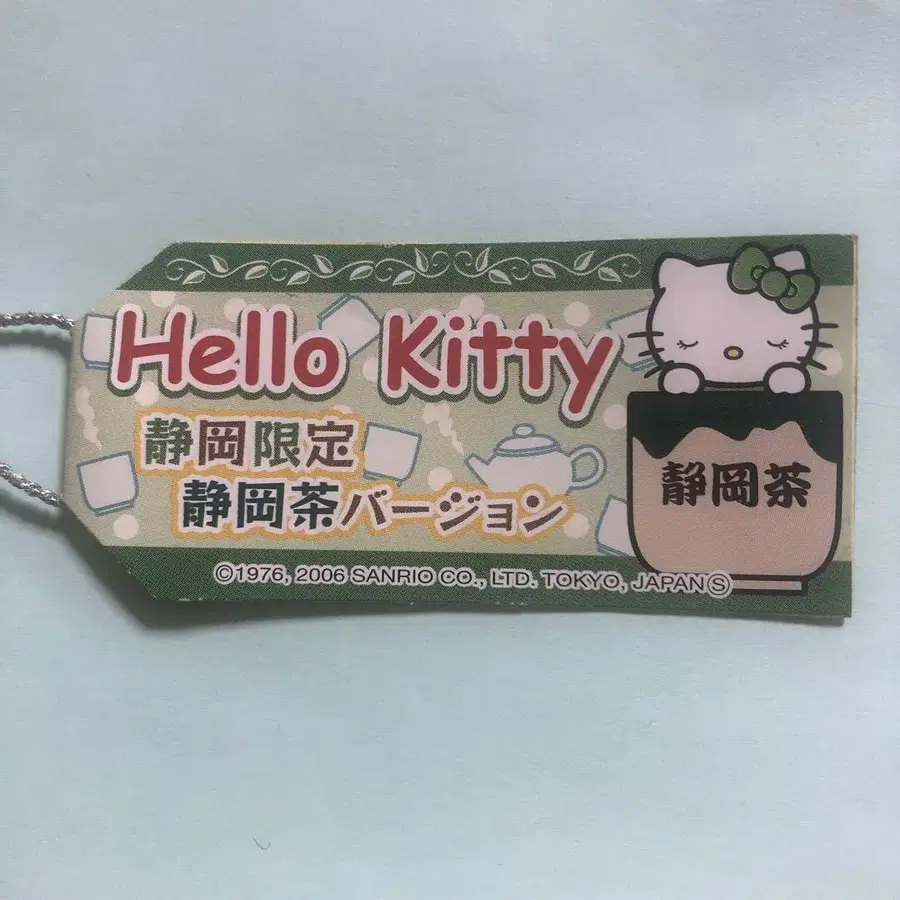 Hello Kitty
静岡限定
静岡茶バージョン
静岡茶
©1976, 2006 SANRIO CO., LTD. TOKYO, JAPANⓈ